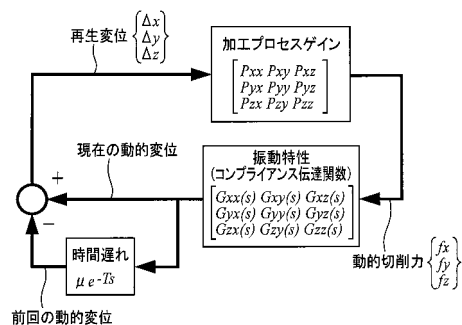 再生変位 { Δx Δy Δz }
加工プロセスゲイン
Pxx Pxy Pxz
Pyx Pyy Pyz
Pzx Pzy Pzz
現在の動的変位
振動特性
(コンプライアンス伝達関数)
Gxx(s) Gxy(s) Gxz(s)
Gyx(s) Gyy(s) Gyz(s)
Gzx(s) Gzy(s) Gzz(s)
+
−
時間遅れ
μe-Ts
動的切削力 { fx fy fz }
前回の動的変位